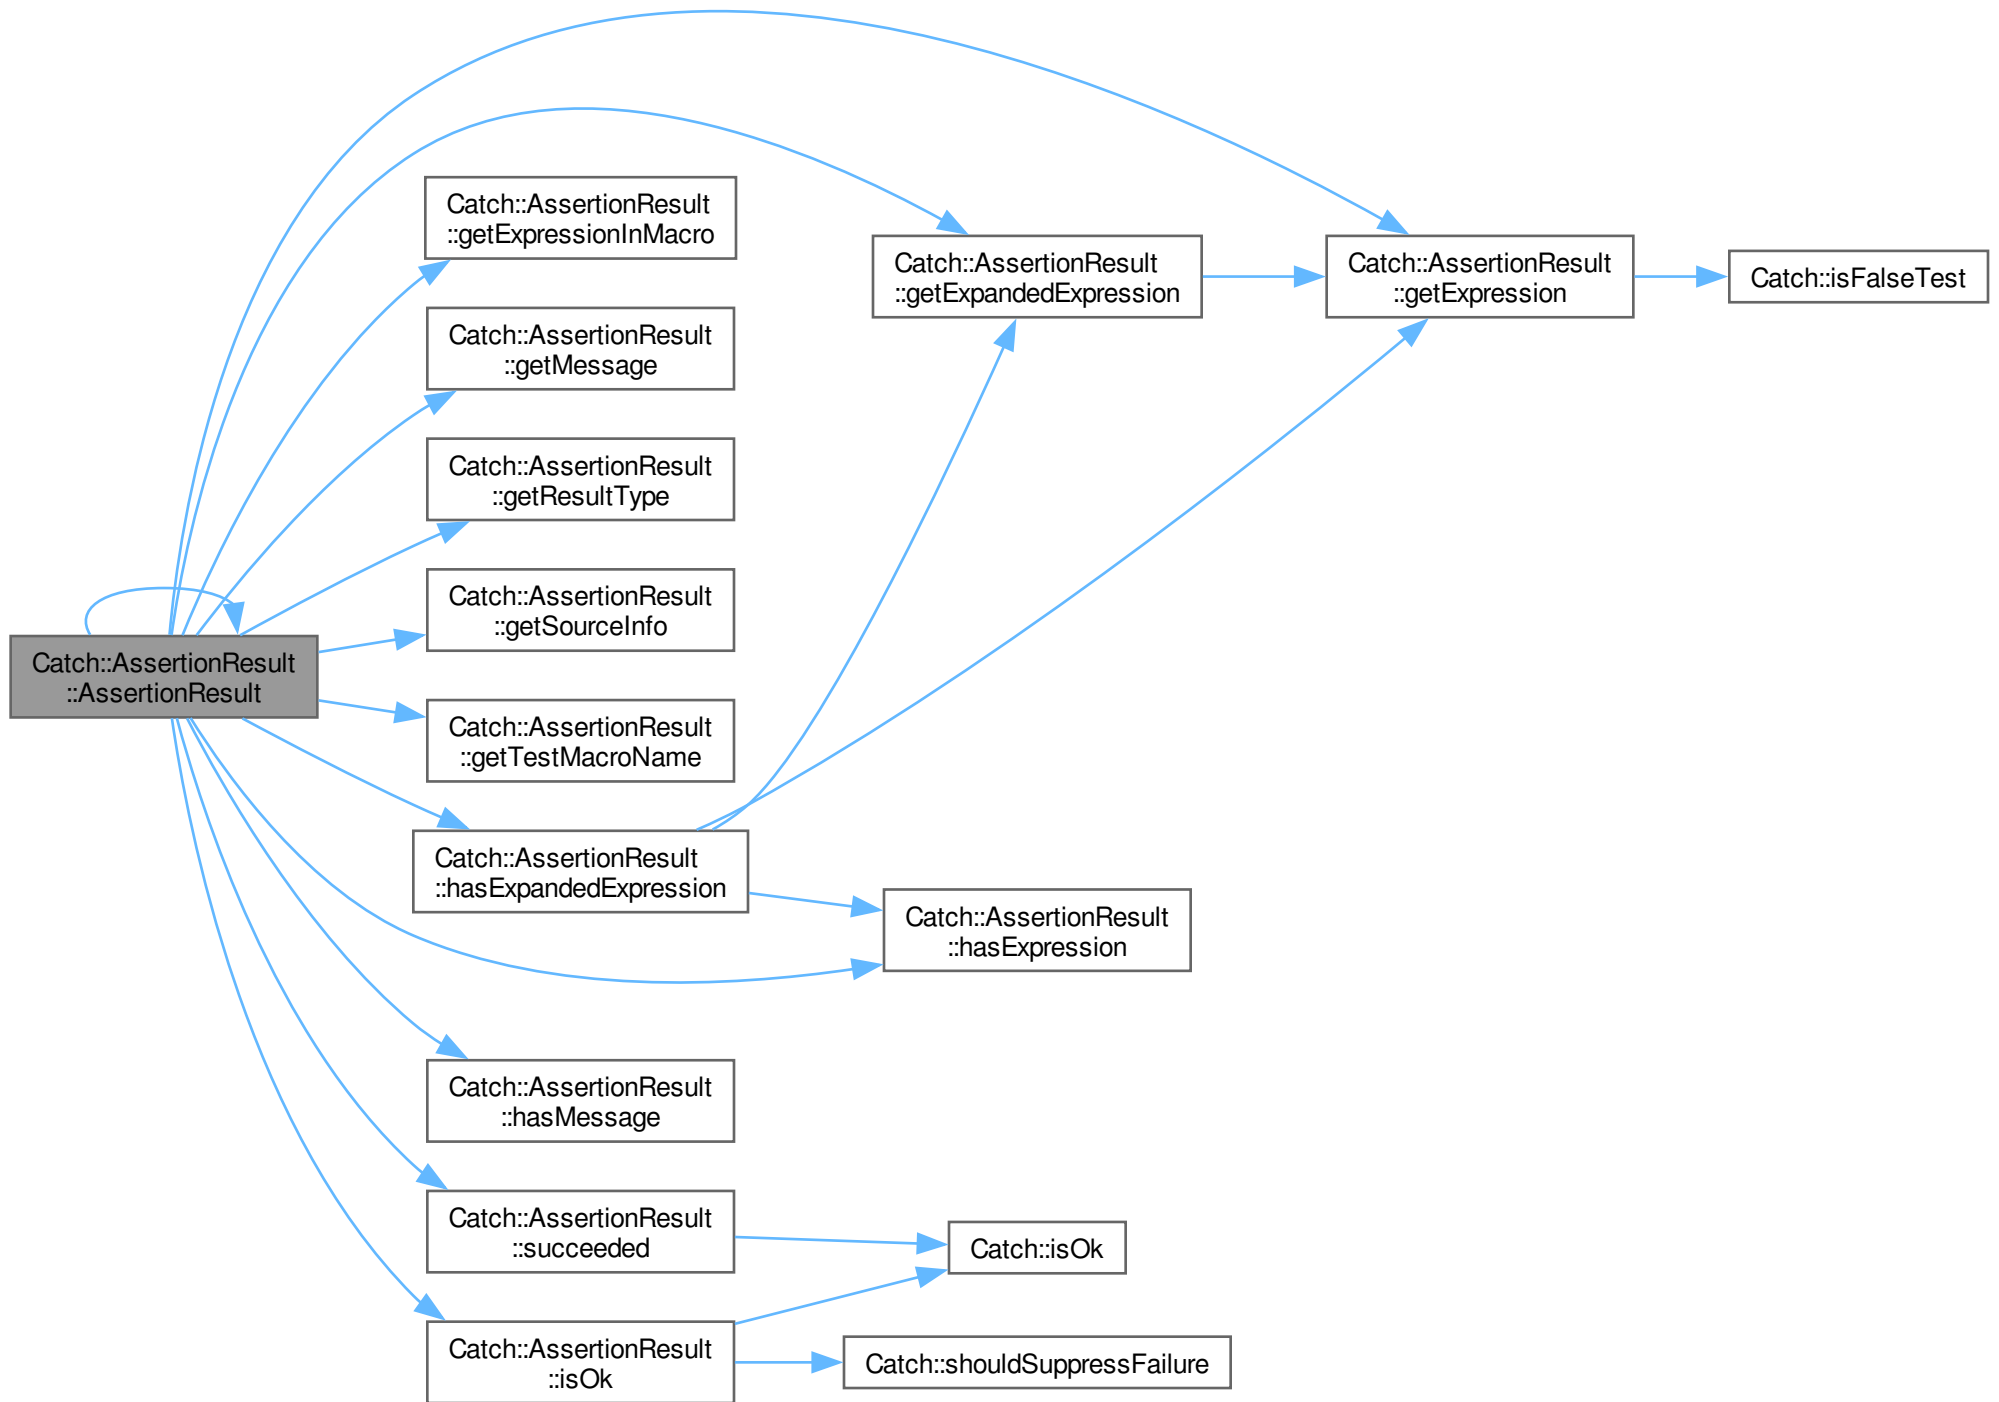 Catch::AssertionResult
::getExpressionInMacro
Catch::AssertionResult
::getExpandedExpression
Catch::AssertionResult
::getExpression
Catch::isFalseTest
Catch::AssertionResult
::getMessage
Catch::AssertionResult
::getResultType
Catch::AssertionResult
::getSourceInfo
Catch::AssertionResult
::AssertionResult
Catch::AssertionResult
::getTestMacroName
Catch::AssertionResult
::hasExpandedExpression
Catch::AssertionResult
::hasExpression
Catch::AssertionResult
::hasMessage
Catch::AssertionResult
::succeeded
Catch::isOk
Catch::AssertionResult
::isOk
Catch::shouldSuppressFailure